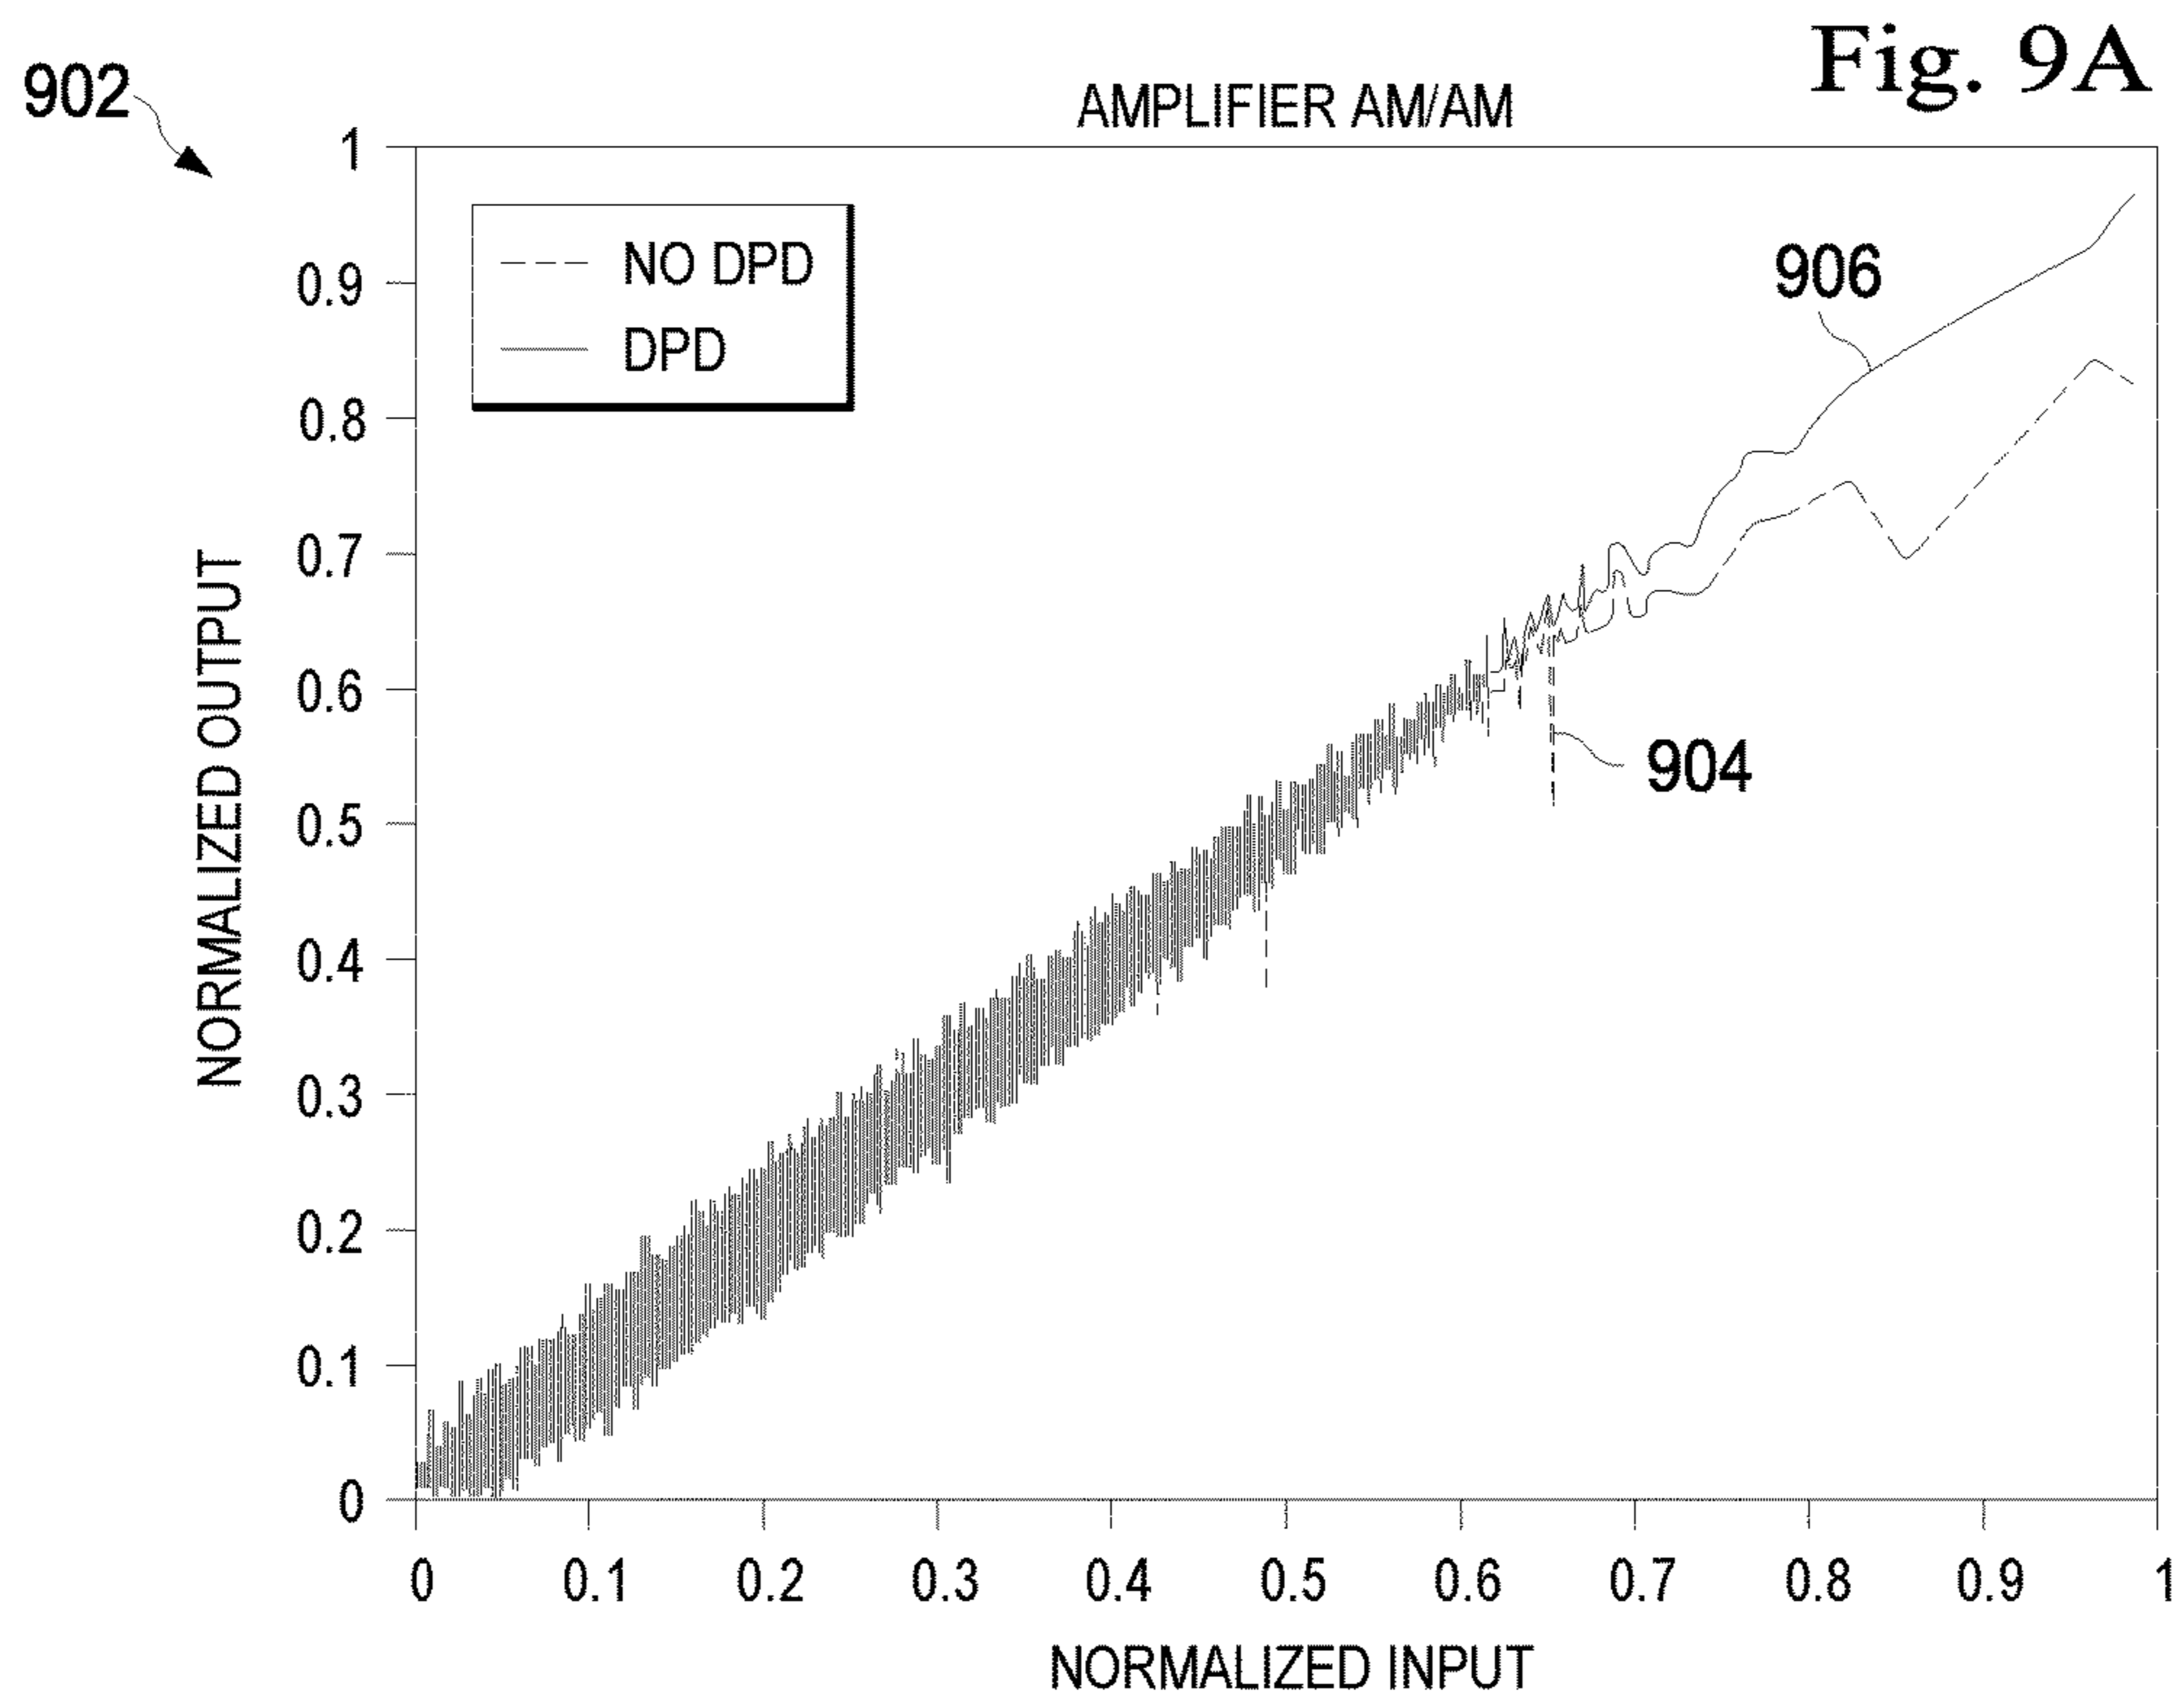 Fig. 9A
902
AMPLIFIER AM/AM
NO DPD
DPD
906
904
NORMALIZED OUTPUT
1
0.9
0.8
0.7
0.6
0.5
0.4
0.3
0.2
0.1
0
0 0.1 0.2 0.3 0.4 0.5 0.6 0.7 0.8 0.9 1
NORMALIZED INPUT